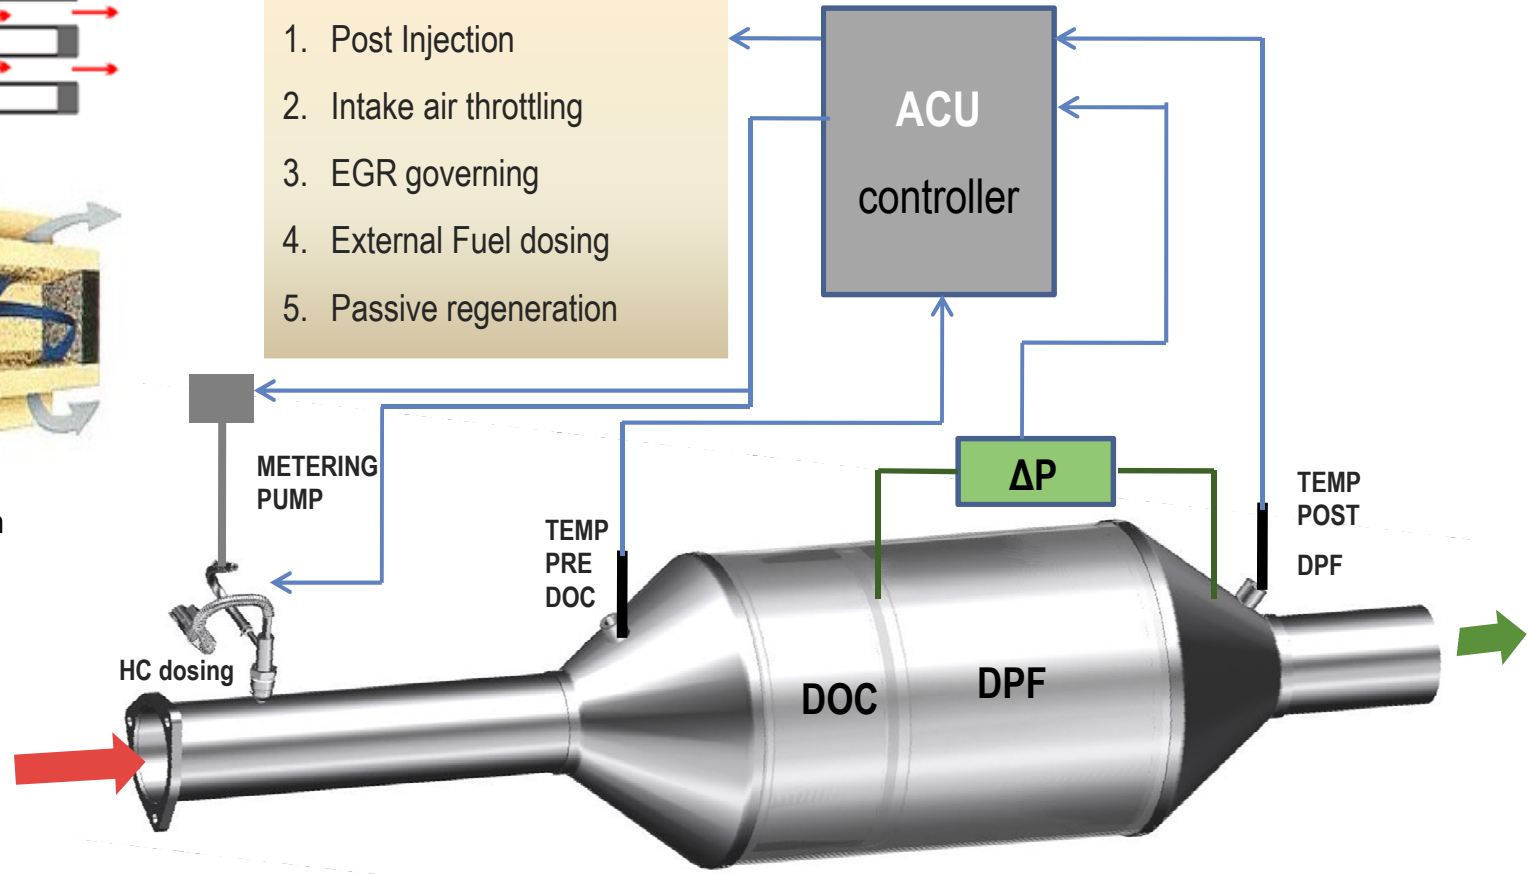 1. Post Injection
2. Intake air throttling
3. EGR governing
4. External Fuel dosing
5. Passive regeneration
ACU
controller
METERING
PUMP
ΔP
TEMP
PRE
DOC
TEMP
POST
DPF
HC dosing
DOC
DPF